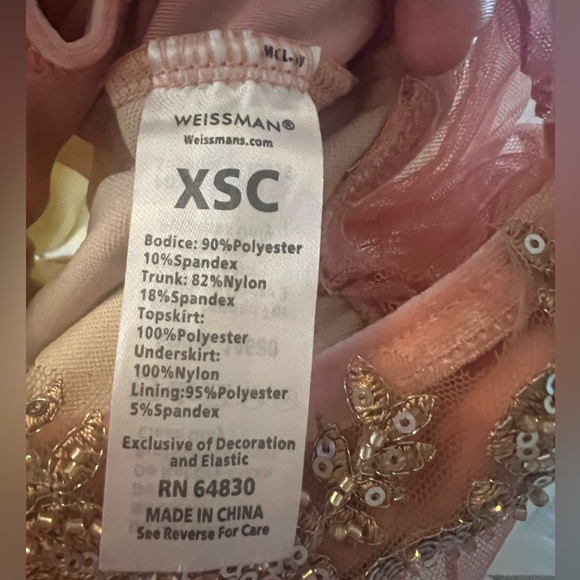 WEISSMAN®
Weissmans.com
XSC
Bodice: 90%Polyester
10%Spandex
Trunk: 82%Nylon
18%Spandex
Topskirt:
100%Polyester
Underskirt:
100%Nylon
Lining:95%Polyester
5%Spandex
Exclusive of Decoration
and Elastic
RN 64830
MADE IN CHINA
See Reverse For Care